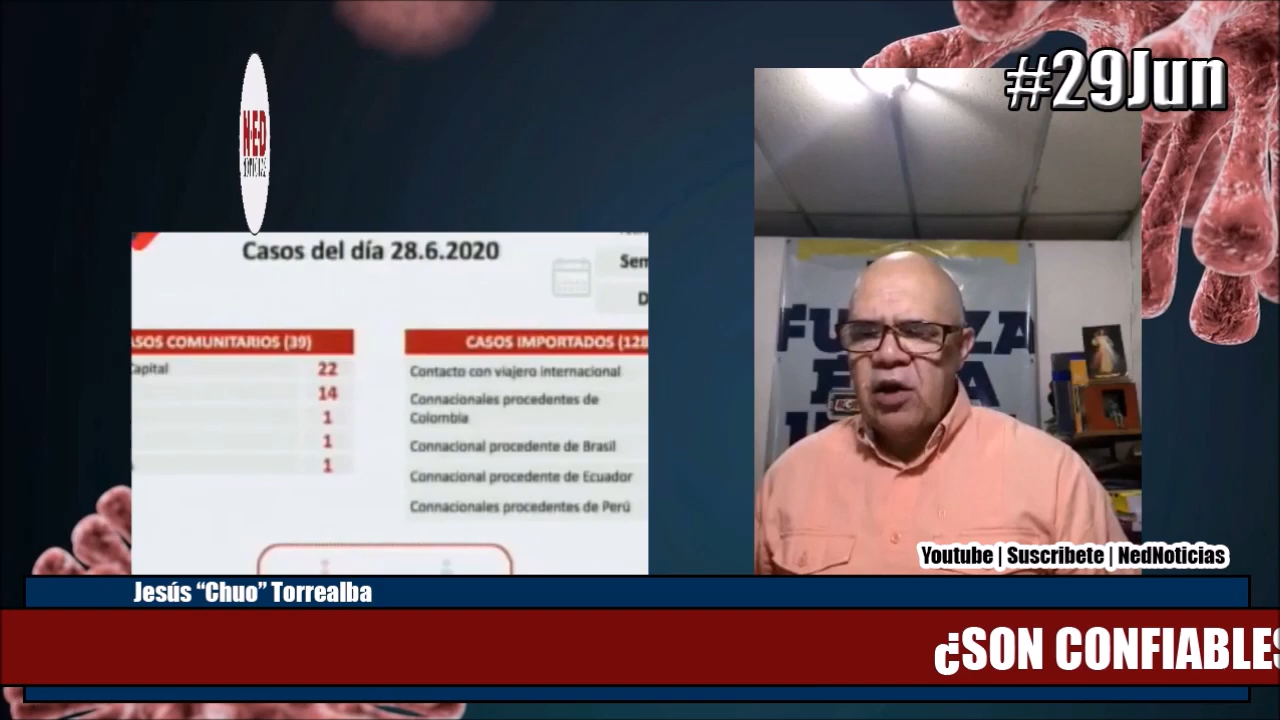 #29Jun
NED
NOTICIAS
Casos del día 28.6.2020
Sem
D
ASOS COMUNITARIOS (39)
CASOS IMPORTADOS (128
Capital
22
Contacto con viajero internacional
14
Connacionales procedentes de
Colombia
1
1
Connacional procedente de Brasil
1
Connacional procedente de Ecuador
Connacionales procedentes de Perú
FUERZA
Youtube | Suscribete | NedNoticias
Jesús “Chuo” Torrealba
¿SON CONFIABLES